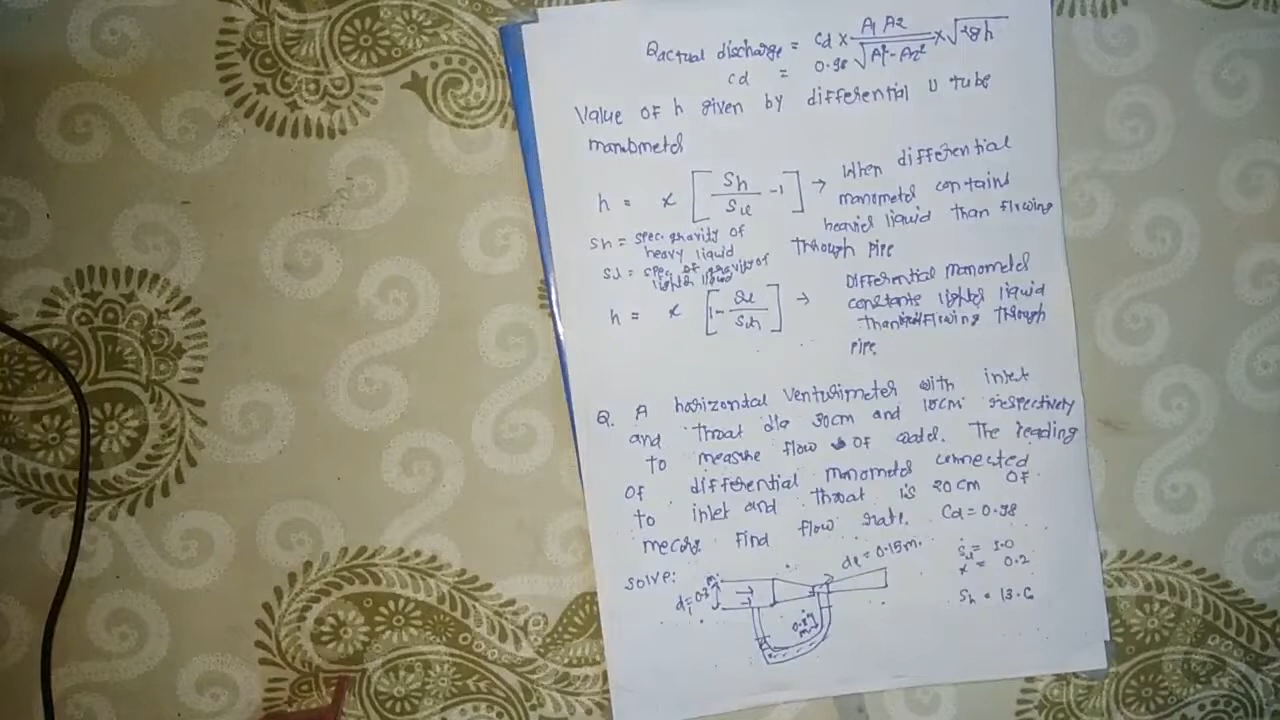 Qactual discharge = Cd × A1 A2 / √A1² - A2² × √2gh
Cd = 0.98
Value of h given by differential U tube
manometer
h = x [ Sh / Sl - 1 ] → When differential
manometer contains
heavier liquid than flowing
through pipe
Sh = spec. gravity of
heavy liquid
Sl = spec of gravity of
lighter liquid
h = x [ 1 - Sl / Sh ] → Differential manometer
lighter liquid
than flowing through
pipe
Q. A horizontal Venturimeter with inlet
and throat dia 30cm and 15cm respectively
to measure flow of water. The reading
of differential manometer connected
to inlet and throat is 20cm of
mercury. Find flow rate. Cd = 0.98
Solve:
d1 = 0.3 m
d2 = 0.15m.
Sl = 1.0
x = 0.2
Sh = 13.6